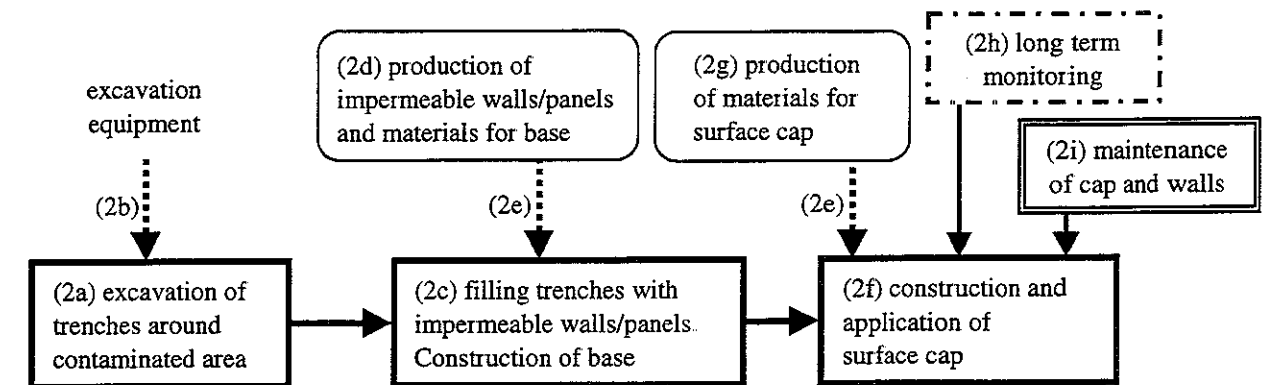 excavation
equipment
(2b)
(2d) production of
impermeable walls/panels
and materials for base
(2e)
(2g) production
of materials for
surface cap
(2e)
(2h) long term
monitoring
(2i) maintenance
of cap and walls
(2a) excavation of
trenches around
contaminated area
(2c) filling trenches with
impermeable walls/panels.
Construction of base
(2f) construction and
application of
surface cap